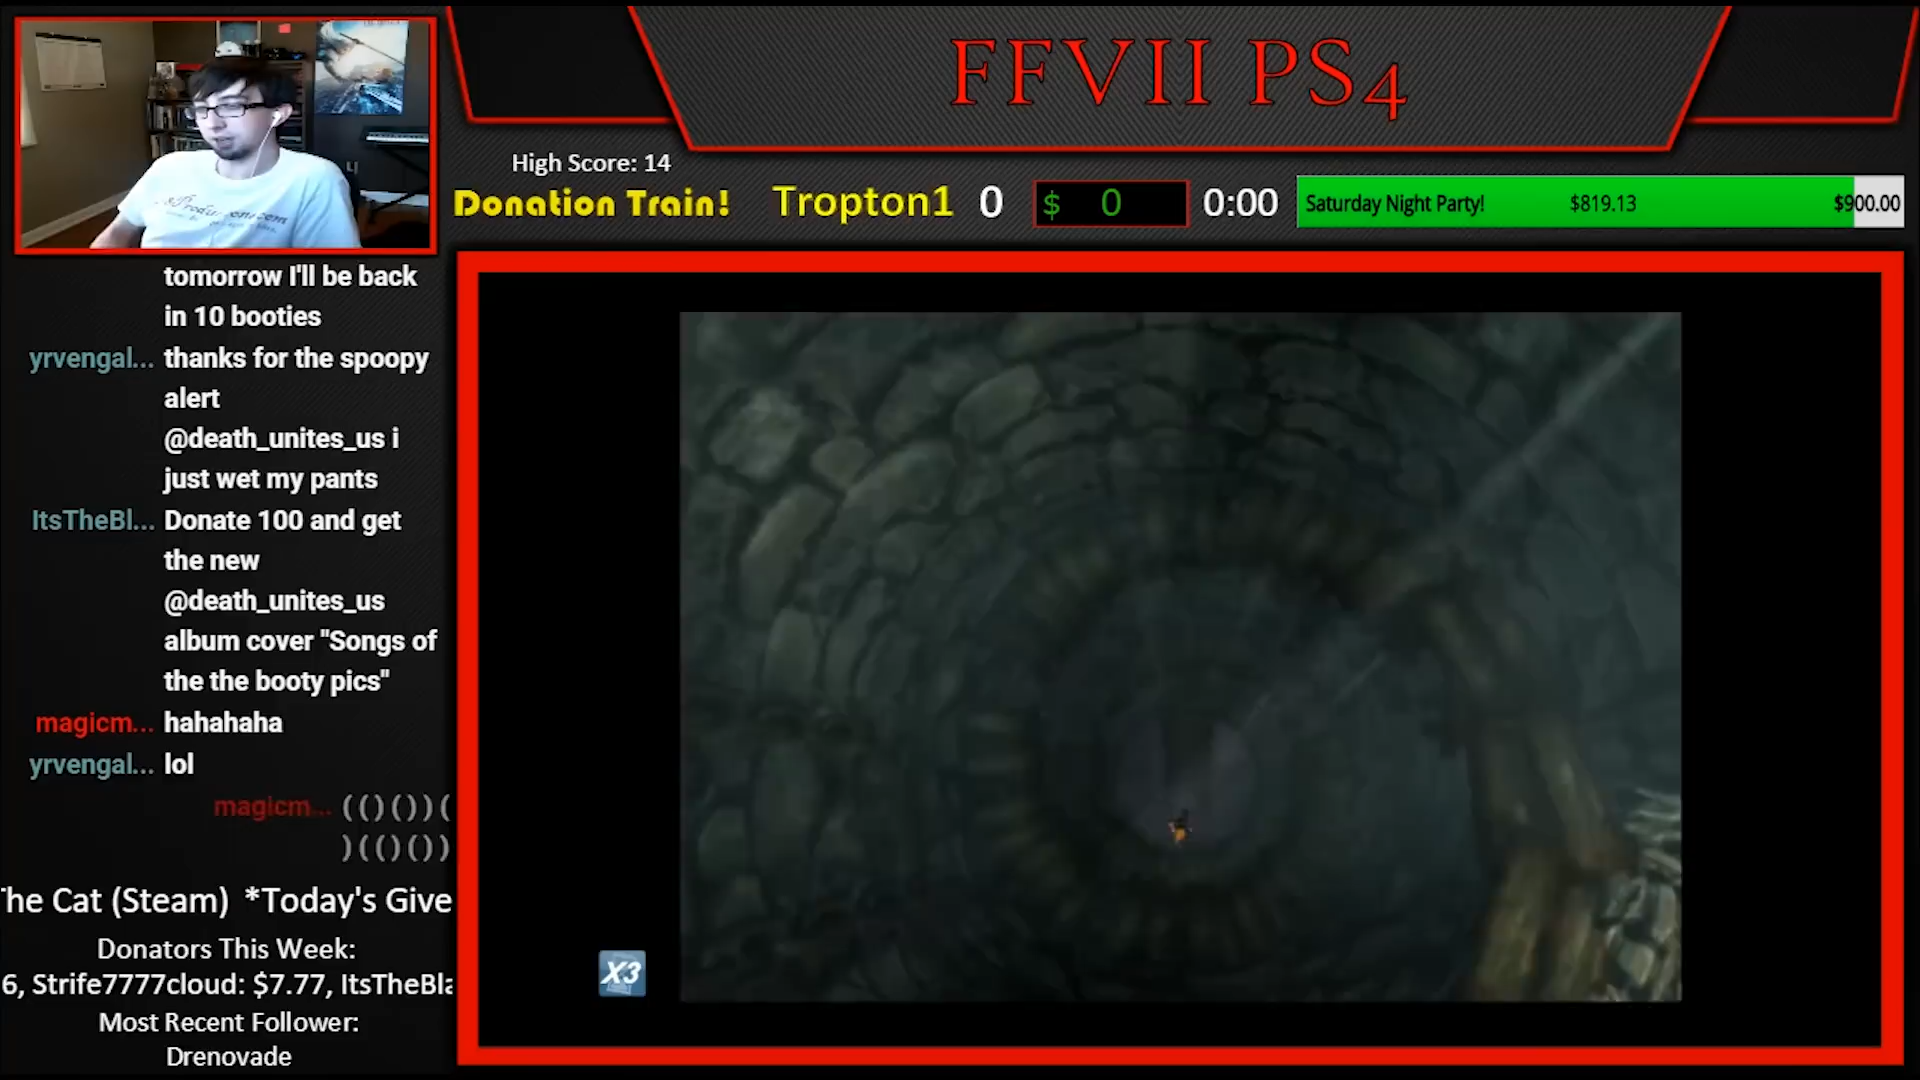 FFVII PS4
High Score: 14
Donation Train! Tropton1 0 $ 0 0:00 Saturday Night Party! $819.13 $900.00
tomorrow I'll be back
in 10 booties
yrvengal... thanks for the spoopy
alert
@death_unites_us i
just wet my pants
ItsTheBl... Donate 100 and get
the new
@death_unites_us
album cover "Songs of
the the booty pics"
magicm... hahahaha
yrvengal... lol
magicm... (()())(
)(()())
The Cat (Steam) *Today's Give
Donators This Week:
6, Strife7777cloud: $7.77, ItsTheBla
Most Recent Follower:
Drenovade
X3